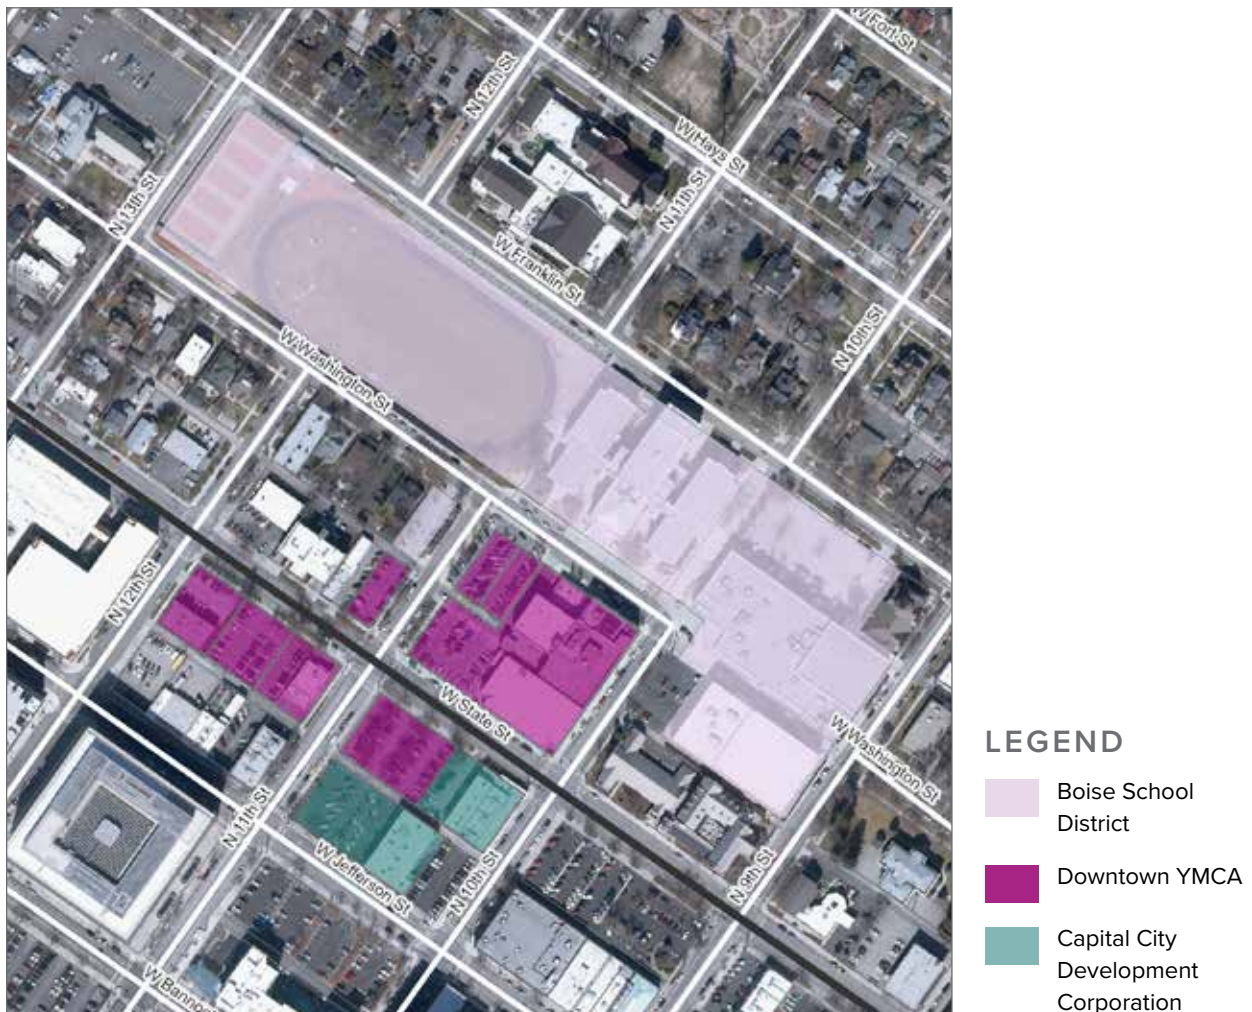 W Fort St
N 12th St
W Hays St
N 13th St
N 11th St
W Franklin St
N 10th St
W Washington St
N 12th St
W State St
W Washington St
N 11th St
W Jefferson St
N 10th St
N 9th St
W Banno
LEGEND
Boise School
District
Downtown YMCA
Capital City
Development
Corporation